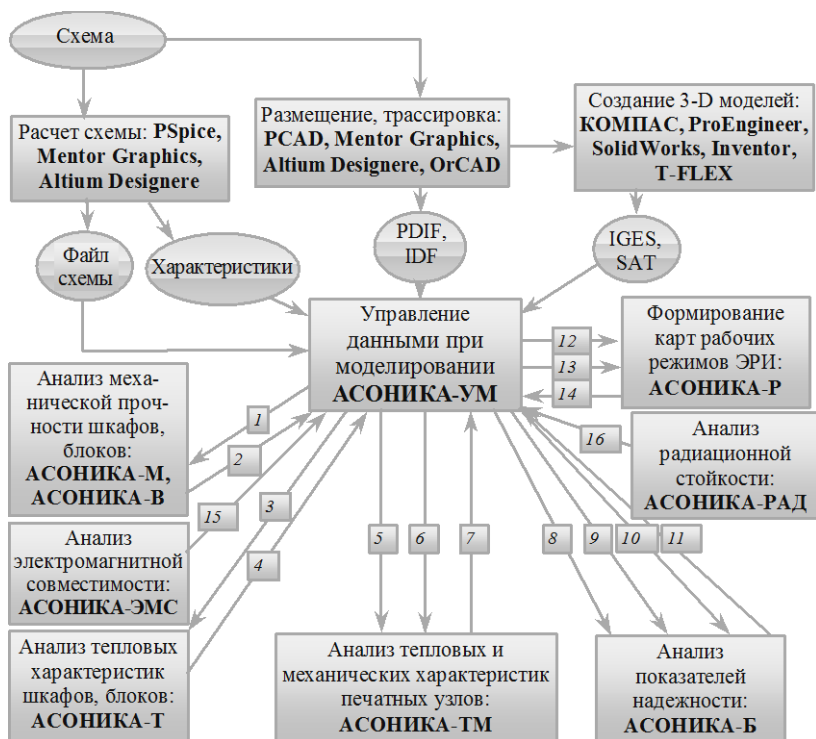 Схема
Расчет схемы: PSpice,
Mentor Graphics,
Altium Designere
Размещение, трассировка:
PCAD, Mentor Graphics,
Altium Designere, OrCAD
Создание 3-D моделей:
КОМПАС, ProEngineer,
SolidWorks, Inventor,
T-FLEX
Файл
схемы
Характеристики
PDIF,
IDF
IGES,
SAT
Управление
данными при
моделировании
АСОНИКА-УМ
12
13
14
Формирование
карт рабочих
режимов ЭРИ:
АСОНИКА-Р
Анализ меха-
нической проч-
ности шкафов,
блоков:
АСОНИКА-М,
АСОНИКА-В
1
2
15
3
4
5
6
7
8
9
10
11
16
Анализ
радиационной
стойкости:
АСОНИКА-РАД
Анализ
электромагнитной
совместимости:
АСОНИКА-ЭМС
Анализ тепловых
характеристик
шкафов, блоков:
АСОНИКА-Т
Анализ тепловых и
механических характеристик
печатных узлов:
АСОНИКА-ТМ
Анализ
показателей
надежности:
АСОНИКА-Б